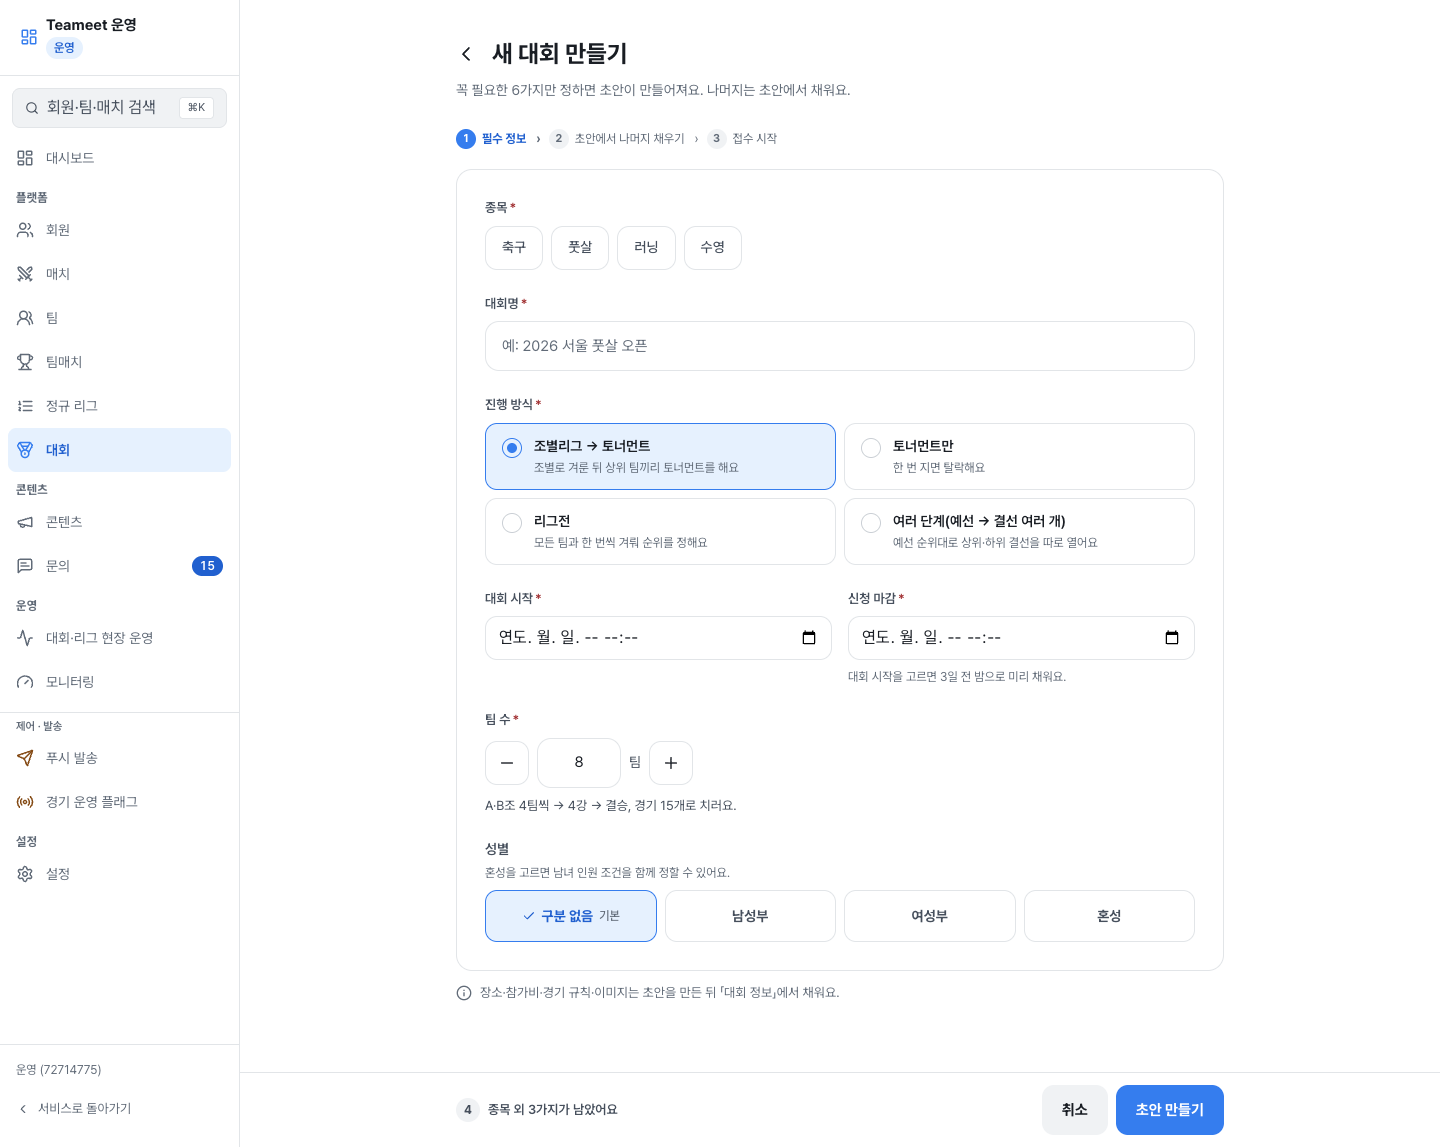 Teameet 운영
운영
회원·팀·매치 검색 ⌘K
대시보드
플랫폼
회원
매치
팀
팀매치
정규 리그
대회
콘텐츠
콘텐츠
문의 15
운영
대회·리그 현장 운영
모니터링
제어 · 발송
푸시 발송
경기 운영 플래그
설정
설정
운영 (72714775)
서비스로 돌아가기
새 대회 만들기
꼭 필요한 6가지만 정하면 초안이 만들어져요. 나머지는 초안에서 채워요.
1 필수 정보 › 2 초안에서 나머지 채우기 › 3 접수 시작
종목 *
축구 풋살 러닝 수영
대회명 *
예: 2026 서울 풋살 오픈
진행 방식 *
조별리그 → 토너먼트
조별로 겨룬 뒤 상위 팀끼리 토너먼트를 해요
토너먼트만
한 번 지면 탈락해요
리그전
모든 팀과 한 번씩 겨뤄 순위를 정해요
여러 단계(예선 → 결선 여러 개)
예선 순위대로 상위·하위 결선을 따로 열어요
대회 시작 *
연도. 월. 일. -- --:--
신청 마감 *
연도. 월. 일. -- --:--
대회 시작을 고르면 3일 전 밤으로 미리 채워요.
팀 수 *
− 8 팀 +
A·B조 4팀씩 → 4강 → 결승, 경기 15개로 치러요.
성별
혼성을 고르면 남녀 인원 조건을 함께 정할 수 있어요.
구분 없음 기본 남성부 여성부 혼성
장소·참가비·경기 규칙·이미지는 초안을 만든 뒤 「대회 정보」에서 채워요.
4 종목 외 3가지가 남았어요
취소 초안 만들기